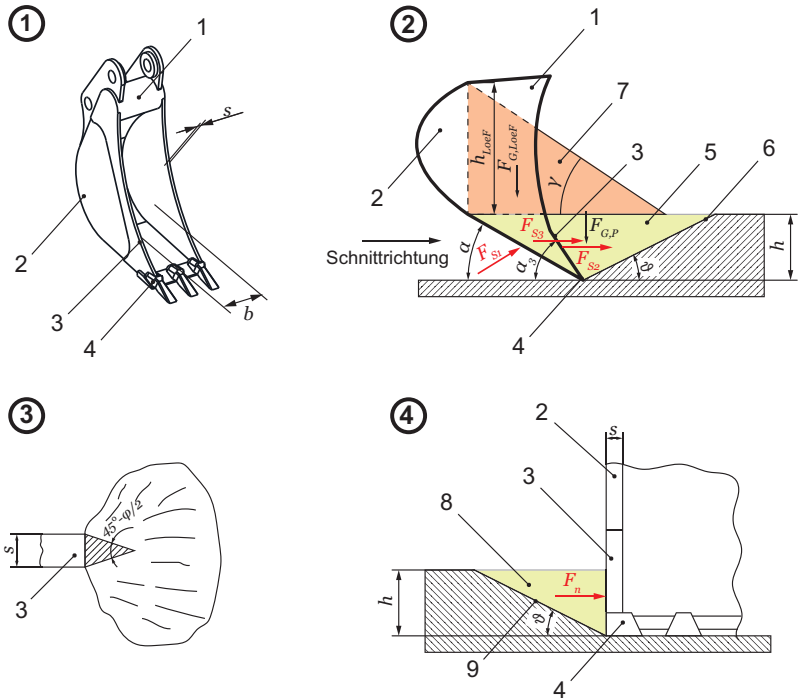 1
1
s
2
3
4
b
2
1
7
3
5
6
2
h_LoeF
F_G,LoeF
γ
F_S3
F_G,P
F_S2
F_S1
α
α_3
ϑ
h
Schnittrichtung
4
3
s
45°-φ/2
3
4
s
2
3
8
F_n
h
ϑ
9
4